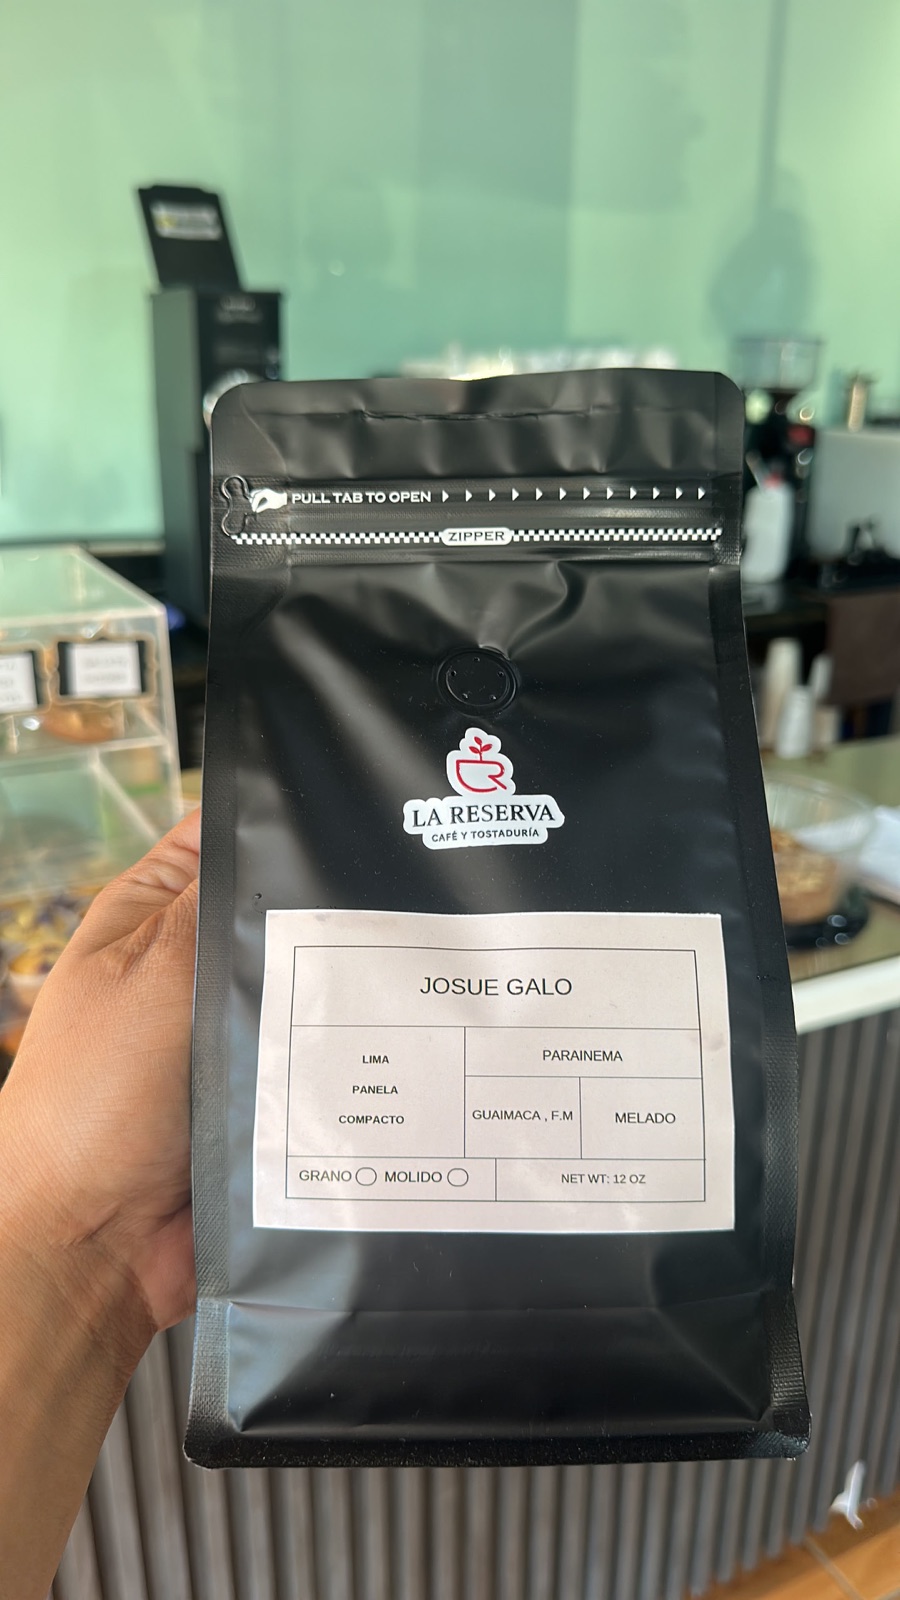 PULL TAB TO OPEN
ZIPPER
LA RESERVA
CAFÉ Y TOSTADURÍA
JOSUE GALO
LIMA
PANELA
COMPACTO
PARAINEMA
GUAIMACA , F.M
MELADO
GRANO MOLIDO
NET WT: 12 OZ